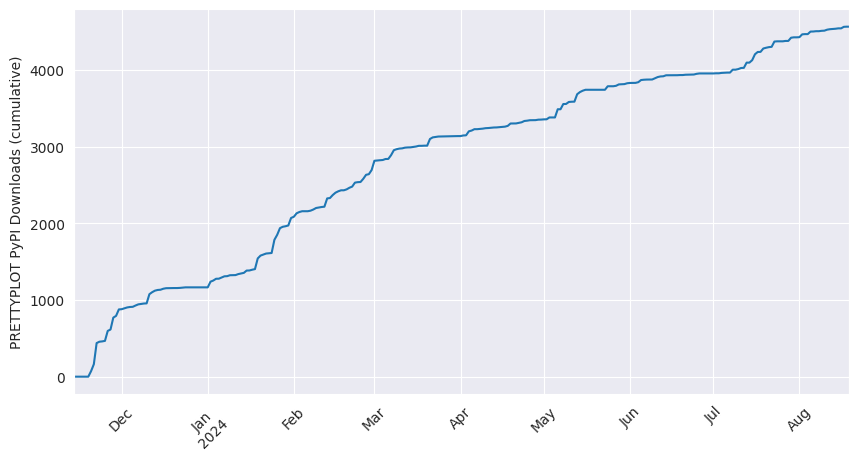 PRETTYPLOT PyPI Downloads (cumulative)
4000
3000
2000
1000
0
Dec
Jan
2024
Feb
Mar
Apr
May
Jun
Jul
Aug